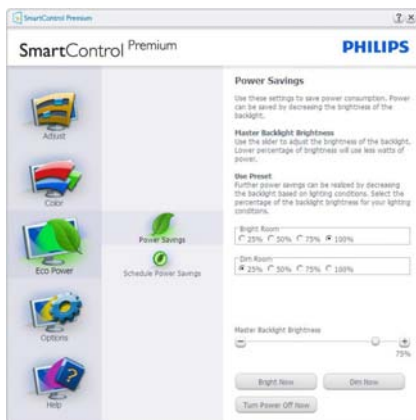 SmartControl Premium
SmartControl Premium
PHILIPS
Adjust
Color
Eco Power
Options
Help
Power Savings
Schedule Power Savings
Power Savings
Use these settings to save power consumption. Power
can be saved by decreasing the brightness of the
backlight.
Master Backlight Brightness
Use the slider to adjust the brightness of the backlight.
Lower percentage of brightness will use less watts of
power.
Use Preset
Further power savings can be realized by decreasing
the backlight based on lighting conditions. Select the
percentage of the backlight brightness for your lighting
conditions.
Bright Room
25% 50% 75% 100%
Dim Room
25% 50% 75% 100%
Master Backlight Brightness
75%
Bright Now Dim Now
Turn Power Off Now